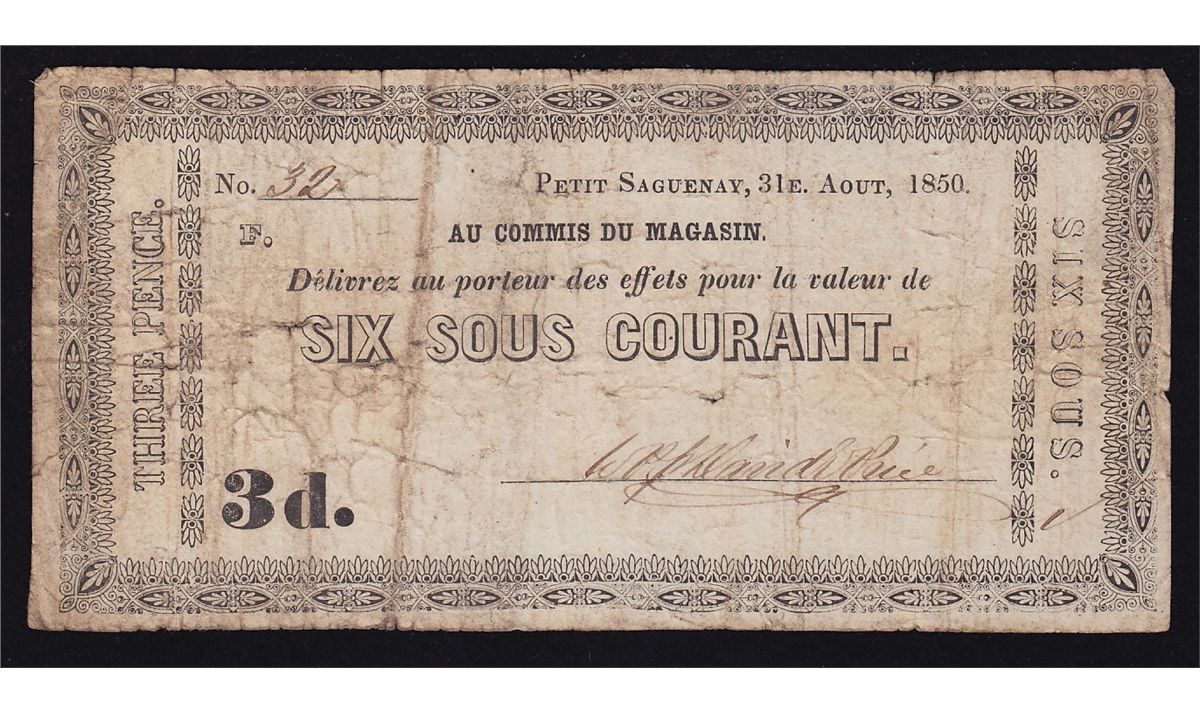 No. 32
PETIT SAGUENAY, 31E. AOUT, 1850.
F.
AU COMMIS DU MAGASIN.
Délivrez au porteur des effets pour la valeur de
SIX SOUS COURANT.
3d.
THREE PENCE.
SIX SOUS.